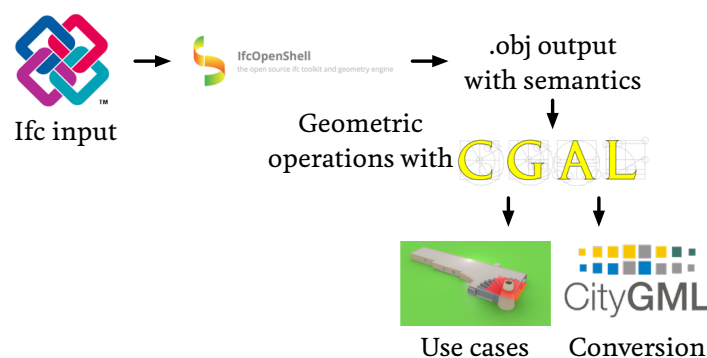 TM
Ifc input
IfcOpenShell
the open source ifc toolkit and geometry engine
.obj output
with semantics
Geometric
operations with
CGAL
CityGML
Use cases
Conversion